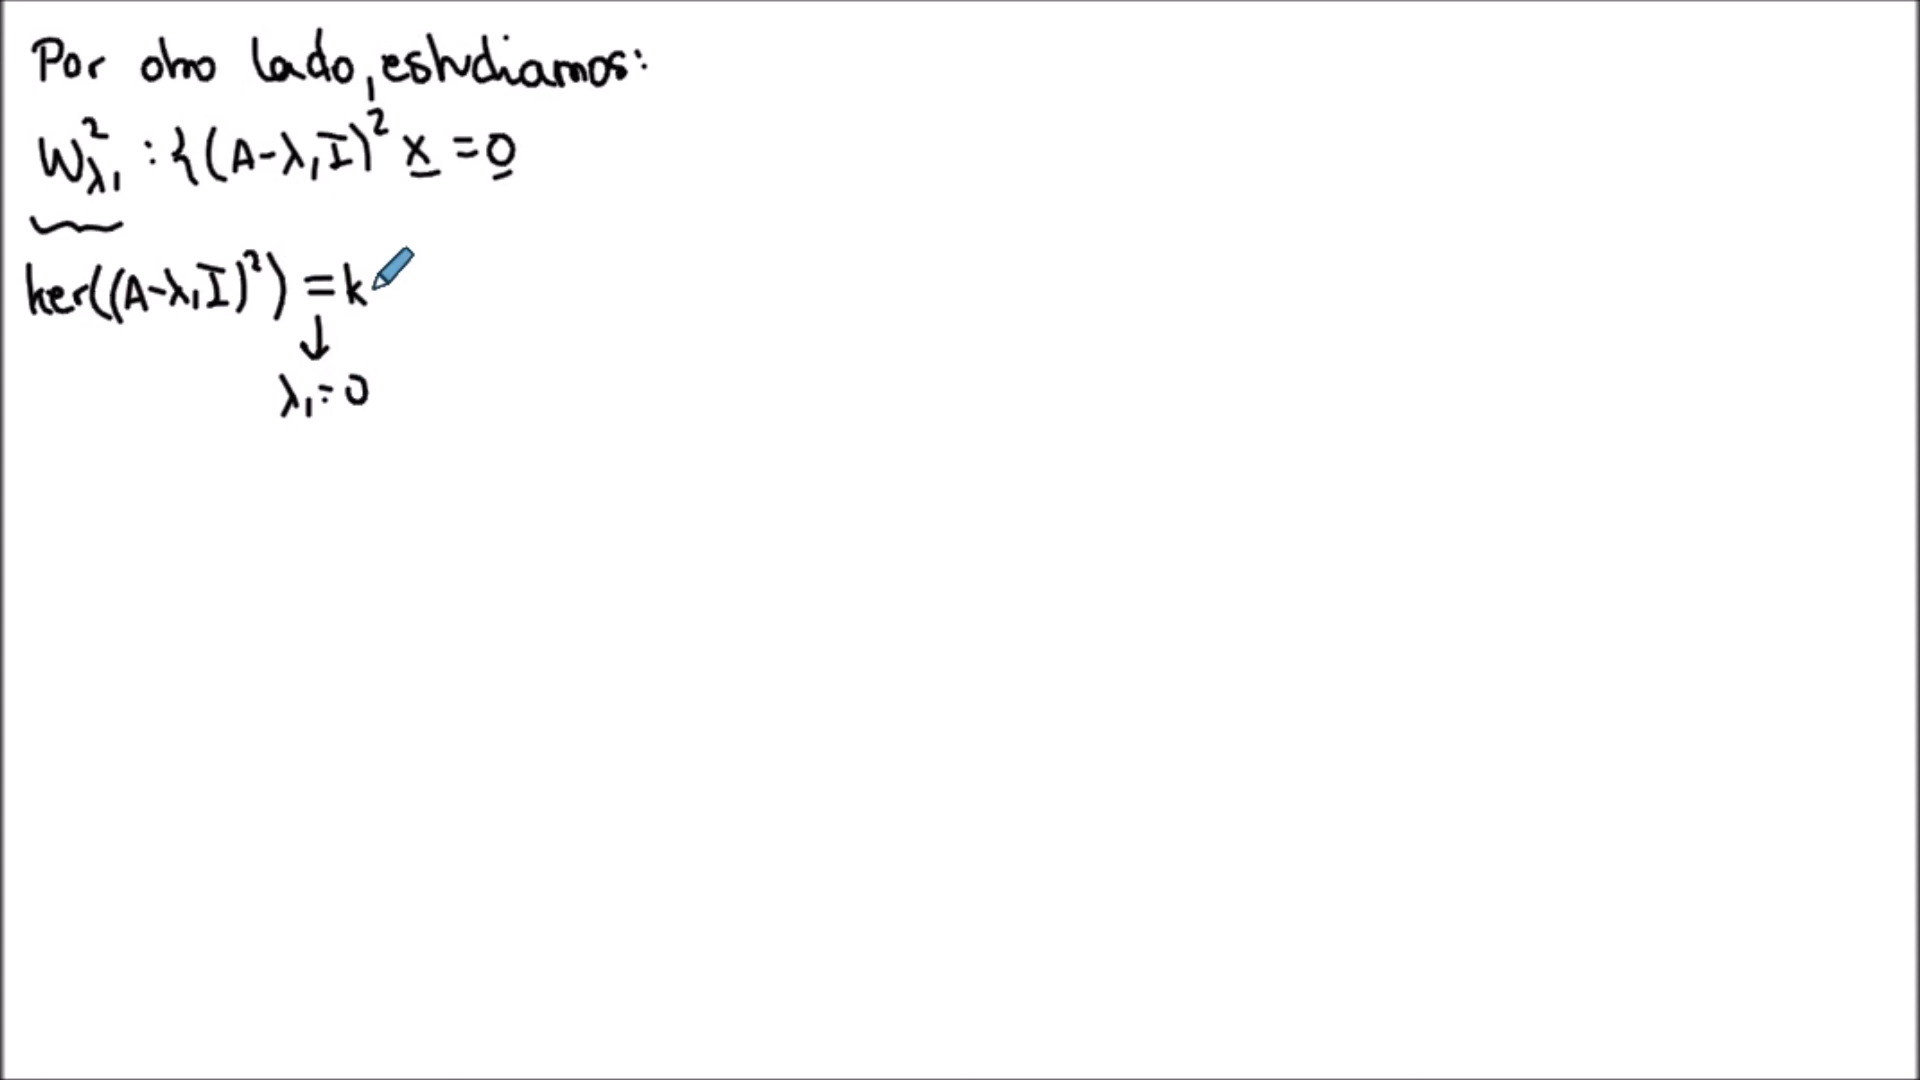 Por otro lado, estudiamos:
W²λ₁ : {(A-λ₁I)² x = 0
ker((A-λ₁I)²) = k
↓
λ₁=0